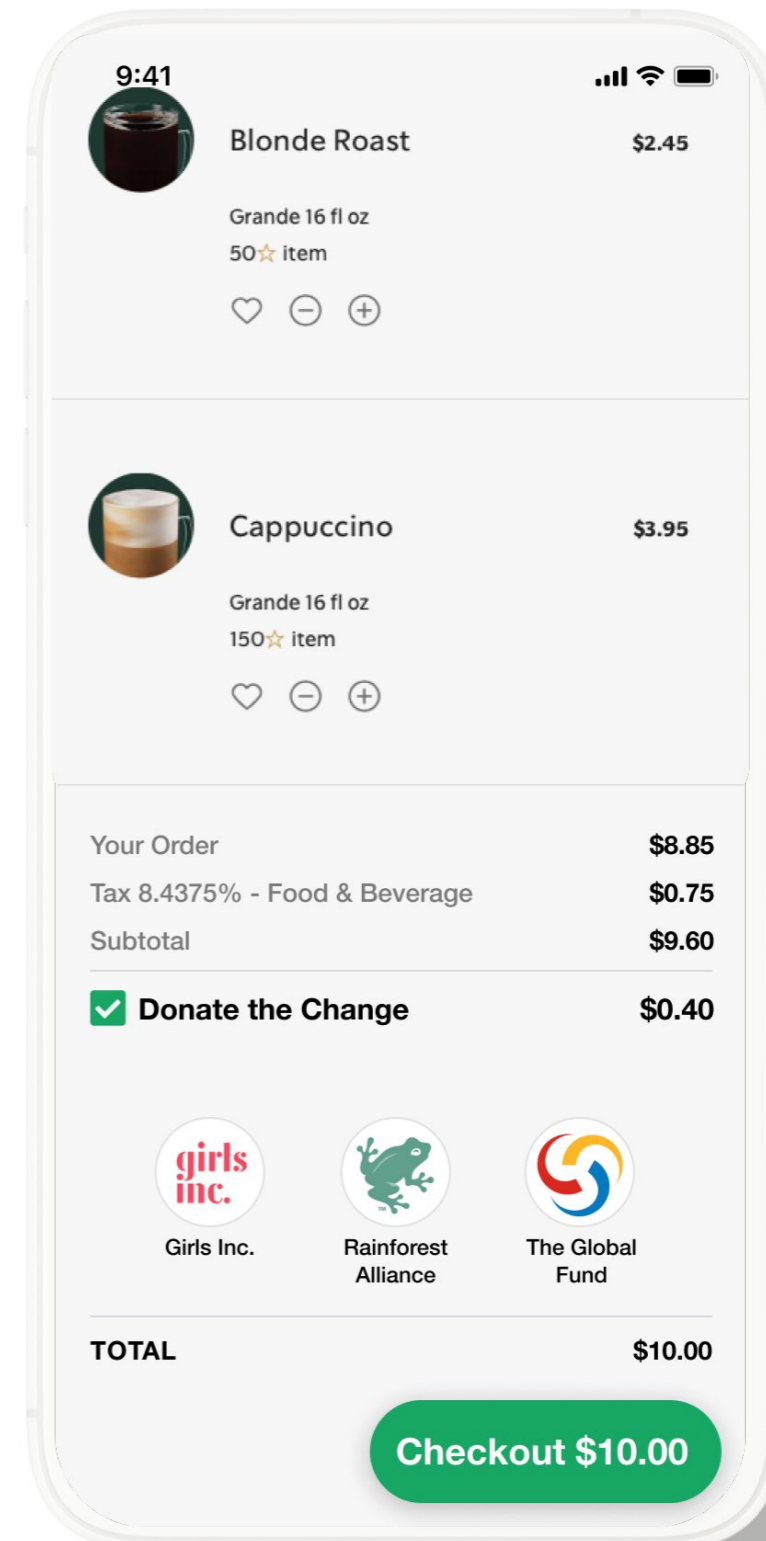 9:41
Blonde Roast $2.45
Grande 16 fl oz
50☆ item
Cappuccino $3.95
Grande 16 fl oz
150☆ item
Your Order $8.85
Tax 8.4375% - Food & Beverage $0.75
Subtotal $9.60
Donate the Change $0.40
girls
inc.
Girls Inc.
Rainforest
Alliance
The Global
Fund
TOTAL $10.00
Checkout $10.00